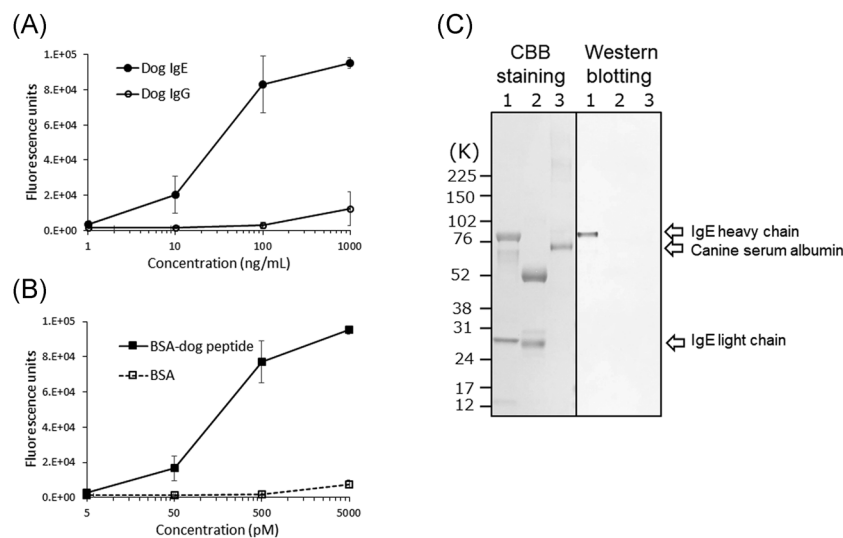 (A)
1.E+05
8.E+04
6.E+04
4.E+04
2.E+04
0.E+00
Fluorescence units
Dog IgE
Dog IgG
1 10 100 1000
Concentration (ng/mL)
(B)
1.E+05
8.E+04
6.E+04
4.E+04
2.E+04
0.E+00
Fluorescence units
BSA-dog peptide
BSA
5 50 500 5000
Concentration (pM)
(C)
CBB Western
staining blotting
1 2 3 1 2 3
(K)
225
150
102
76
52
38
31
24
17
12
IgE heavy chain
Canine serum albumin
IgE light chain